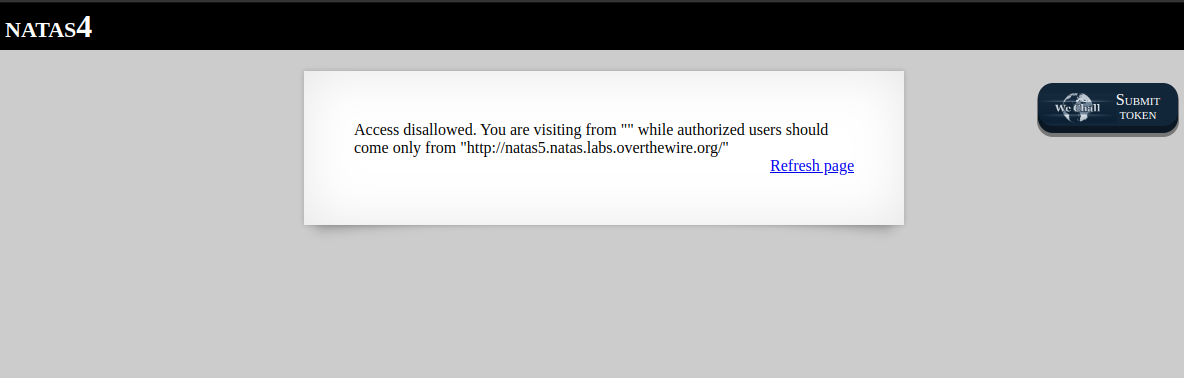 NATAS4
We Chall
SUBMIT
TOKEN
Access disallowed. You are visiting from "" while authorized users should
come only from "http://natas5.natas.labs.overthewire.org/"
Refresh page